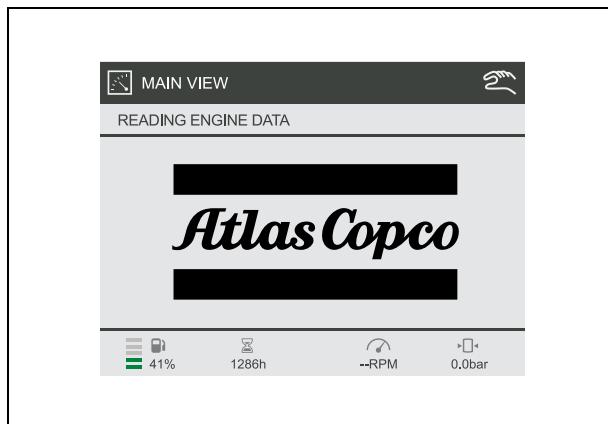 MAIN VIEW
READING ENGINE DATA
Atlas Copco
41% 1286h --RPM 0.0bar